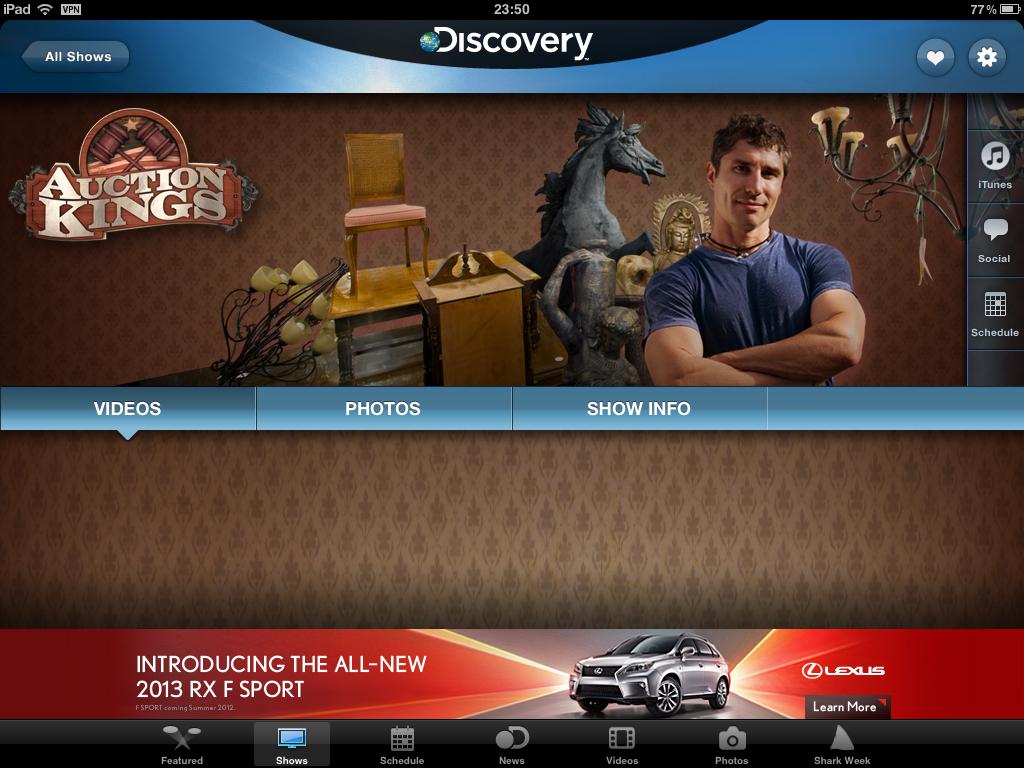 iPad VPN 23:50 77%
All Shows
Discovery
AUCTION
KINGS
iTunes
Social
Schedule
VIDEOS PHOTOS SHOW INFO
INTRODUCING THE ALL-NEW
2013 RX F SPORT
F SPORT coming Summer 2012.
LEXUS
Learn More
Featured Shows Schedule News Videos Photos Shark Week